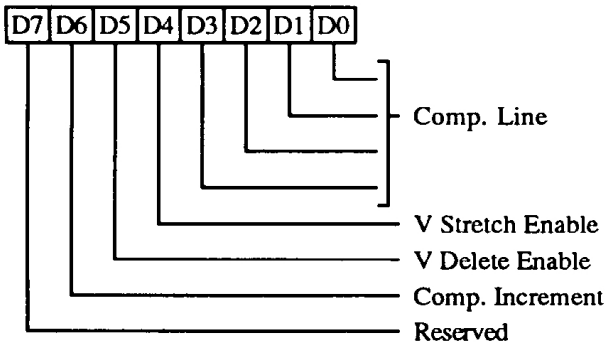 D7 D6 D5 D4 D3 D2 D1 D0
Comp. Line
V Stretch Enable
V Delete Enable
Comp. Increment
Reserved